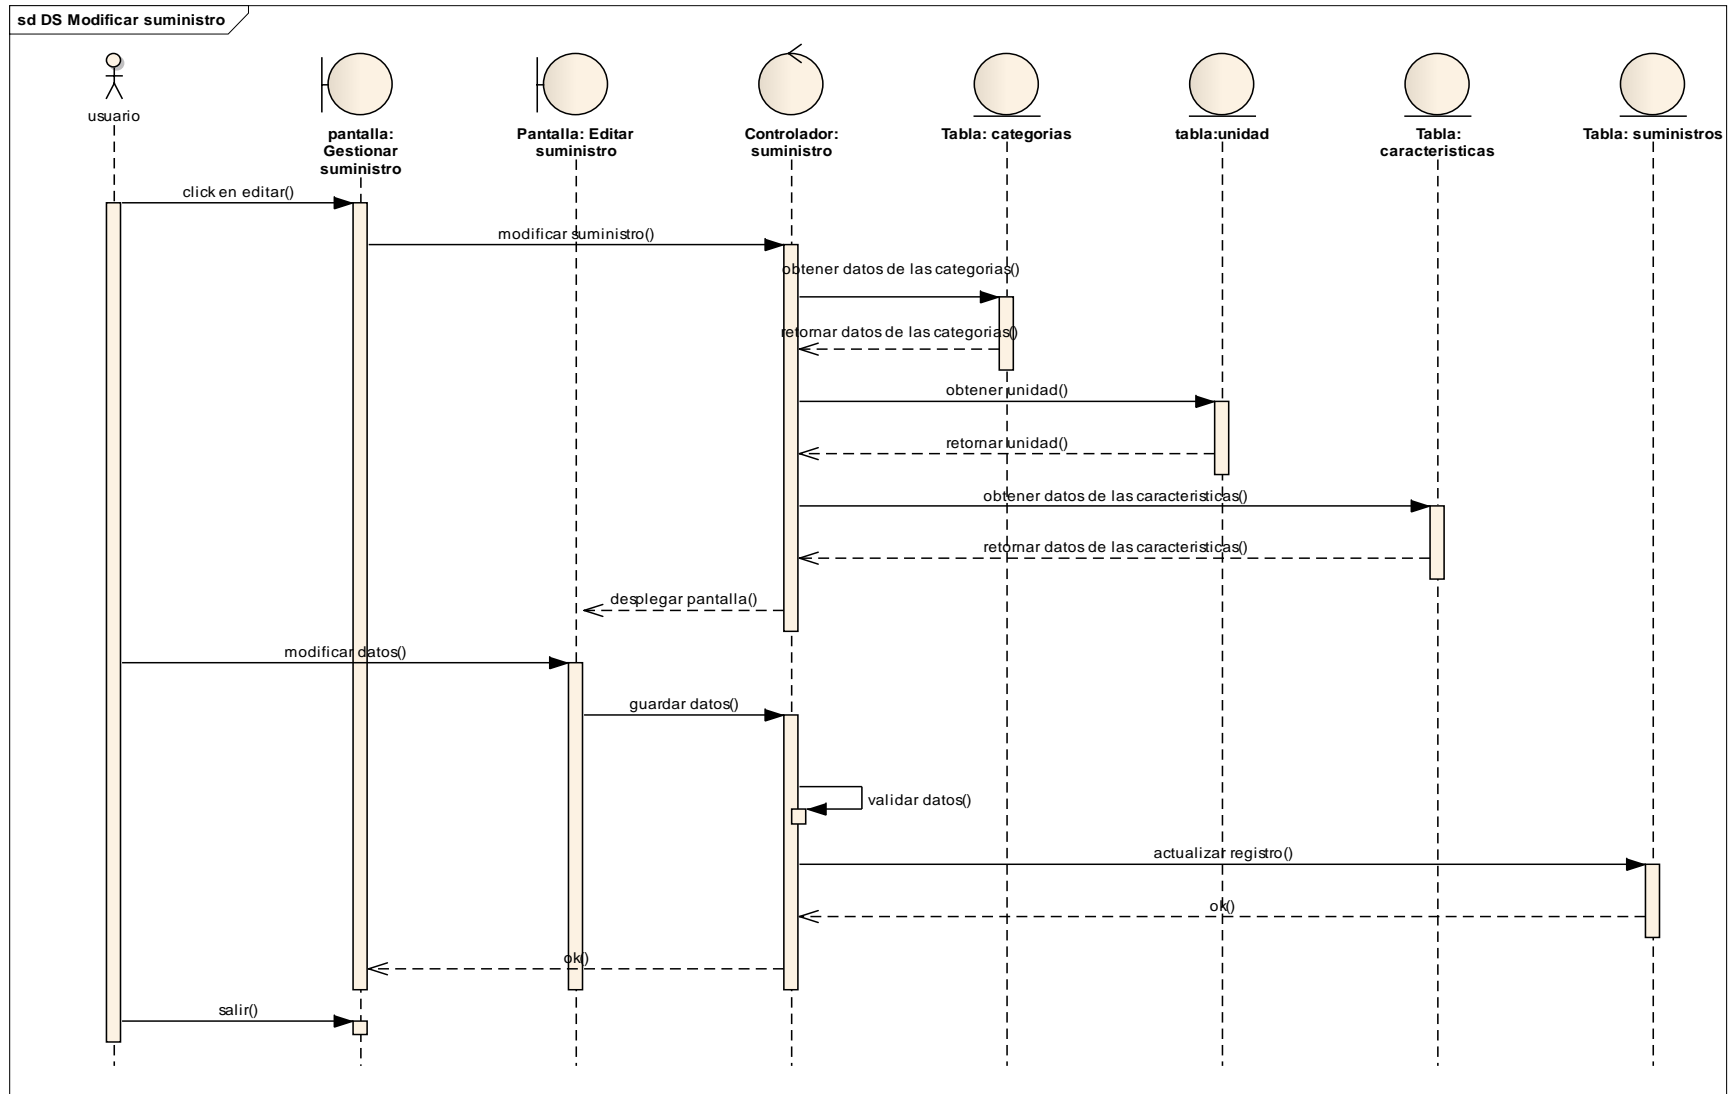 sd DS Modificar suministro
usuario
pantalla:
Gestionar
suministro
Pantalla: Editar
suministro
Controlador:
suministro
Tabla: categorias
tabla:unidad
Tabla:
caracteristicas
Tabla: suministros
click en editar()
modificar suministro()
obtener datos de las categorias()
retornar datos de las categorias()
obtener unidad()
retornar unidad()
obtener datos de las caracteristicas()
retornar datos de las caracteristicas()
desplegar pantalla()
modificar datos()
guardar datos()
validar datos()
actualizar registro()
ok()
ok()
salir()